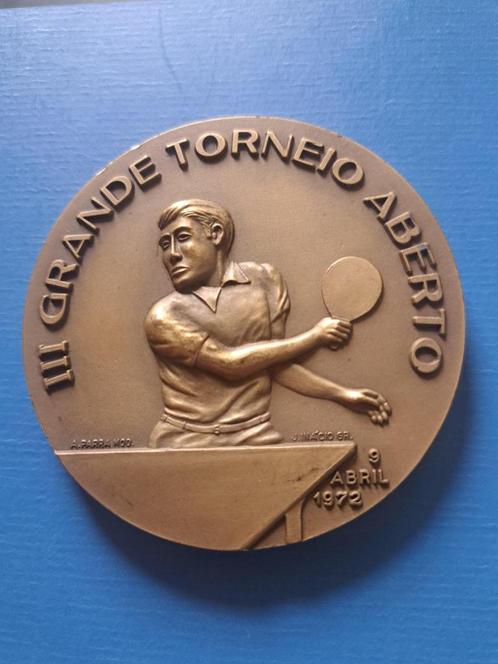 III GRANDE TORNEIO ABERTO
A. PARRA MOD.
J. INÁCIO GR.
9
ABRIL
1972